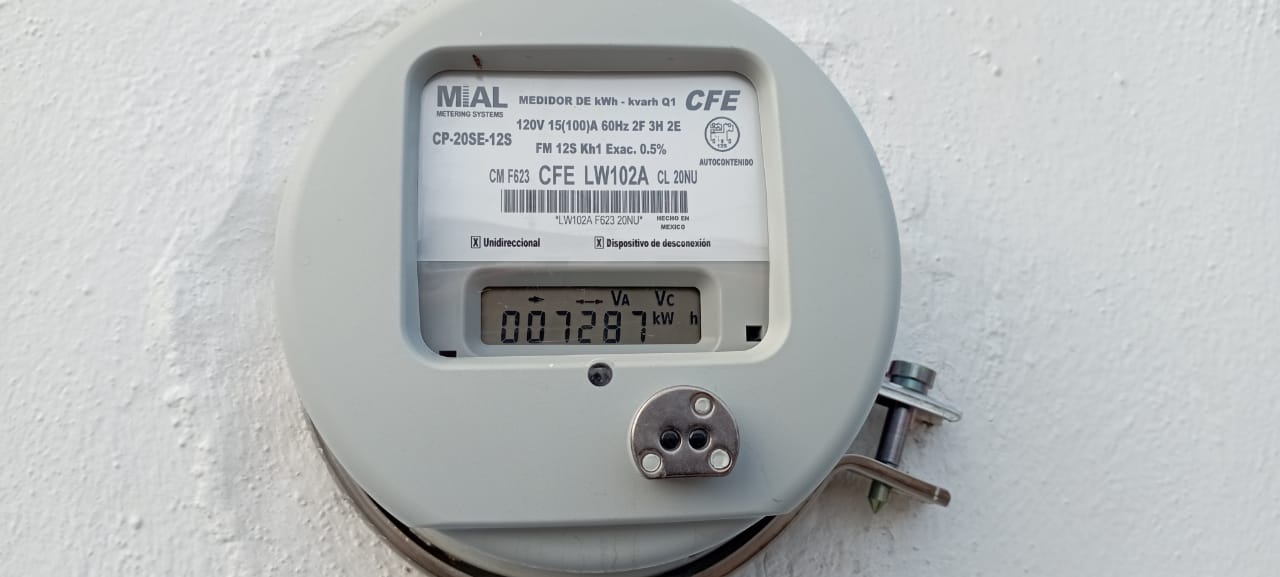 MIAL
METERING SYSTEMS
MEDIDOR DE kWh - kvarh Q1
CFE
CP-20SE-12S
120V 15(100)A 60Hz 2F 3H 2E
FM 12S Kh1 Exac. 0.5%
12S
AUTOCONTENIDO
CM F623 CFE LW102A CL 20NU
*LW102A F623 20NU*
HECHO EN
MEXICO
X Unidireccional
X Dispositivo de desconexión
VA VC
007287 kW h